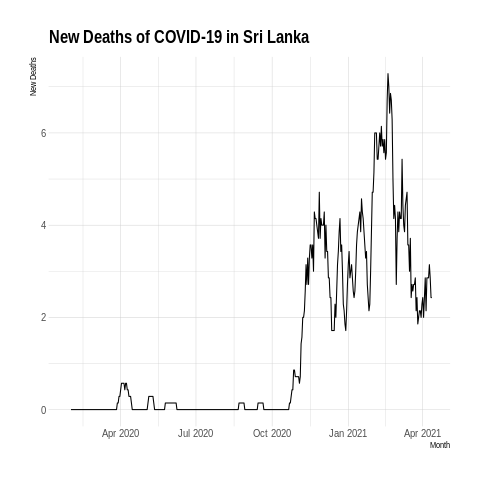 New Deaths of COVID-19 in Sri Lanka
New Deaths
6
4
2
0
Apr 2020 Jul 2020 Oct 2020 Jan 2021 Apr 2021
Month